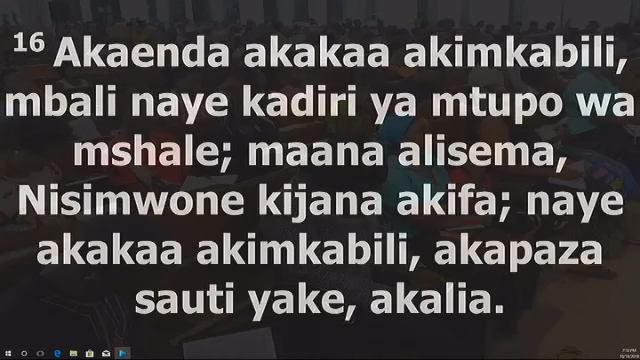 16 Akaenda akakaa akimkabili,
mbali naye kadiri ya mtupo wa
mshale; maana alisema,
Nisimwone kijana akifa; naye
akakaa akimkabili, akapaza
sauti yake, akalia.